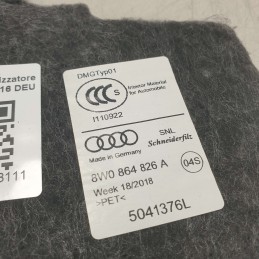 izzatore
16 DEU
3111
DMGTyp01
CCC S
Interior Material
for Automobile
I110922
SNL
Made in Germany
Schneiderfilz
8W0 864 826 A
04S
Week 18/2018
>PET<
5041376L